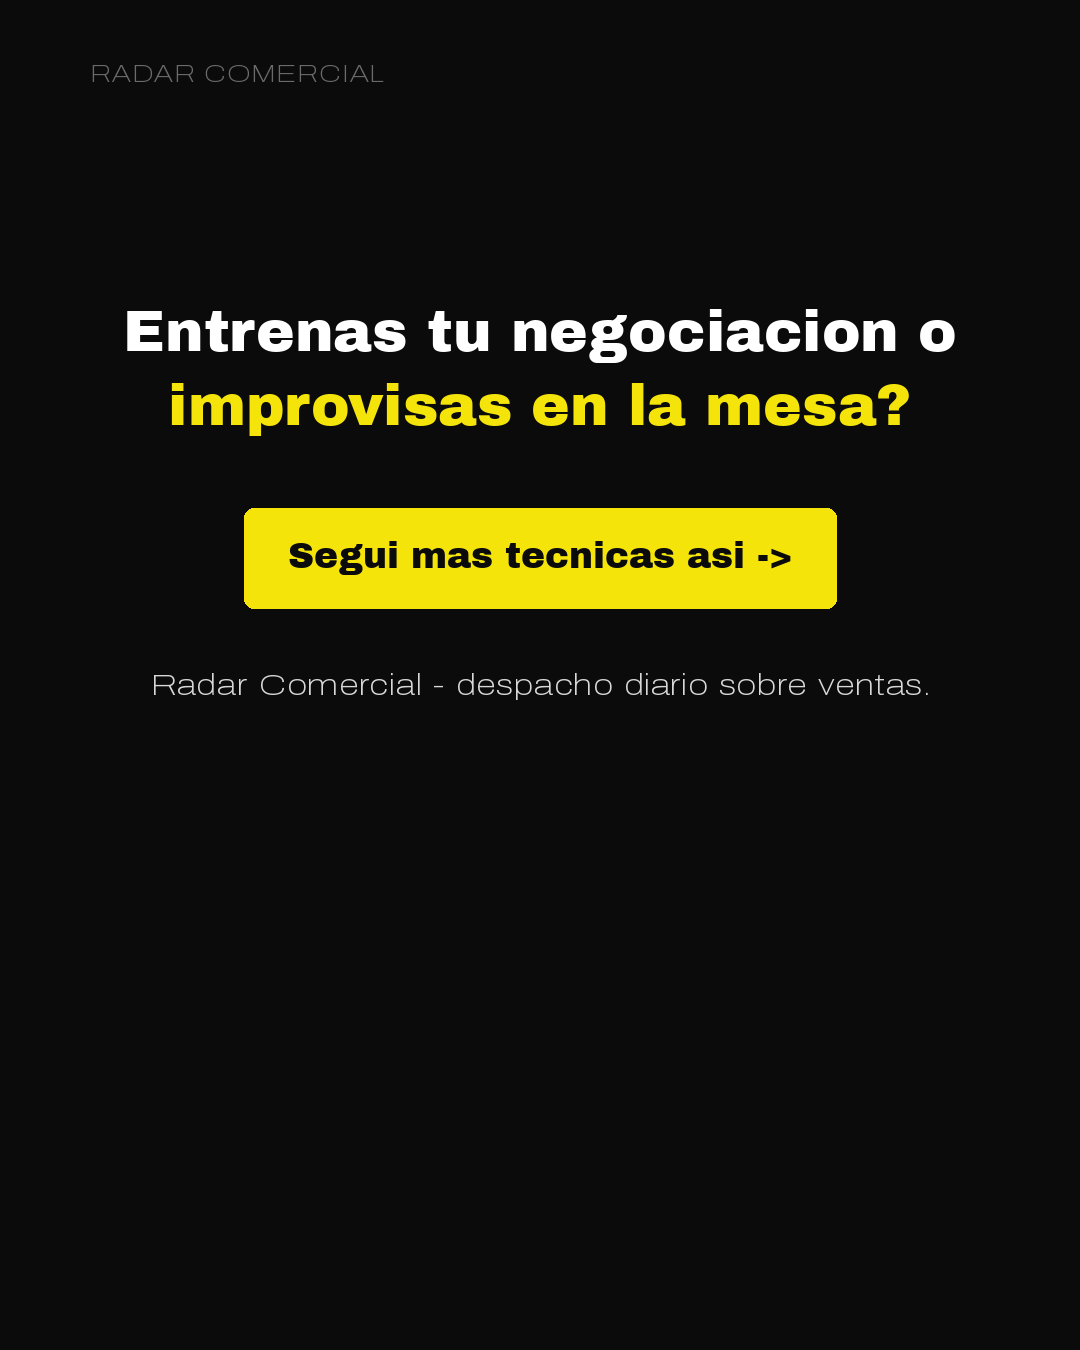 RADAR COMERCIAL
Entrenas tu negociacion o
improvisas en la mesa?
Segui mas tecnicas asi ->
Radar Comercial - despacho diario sobre ventas.